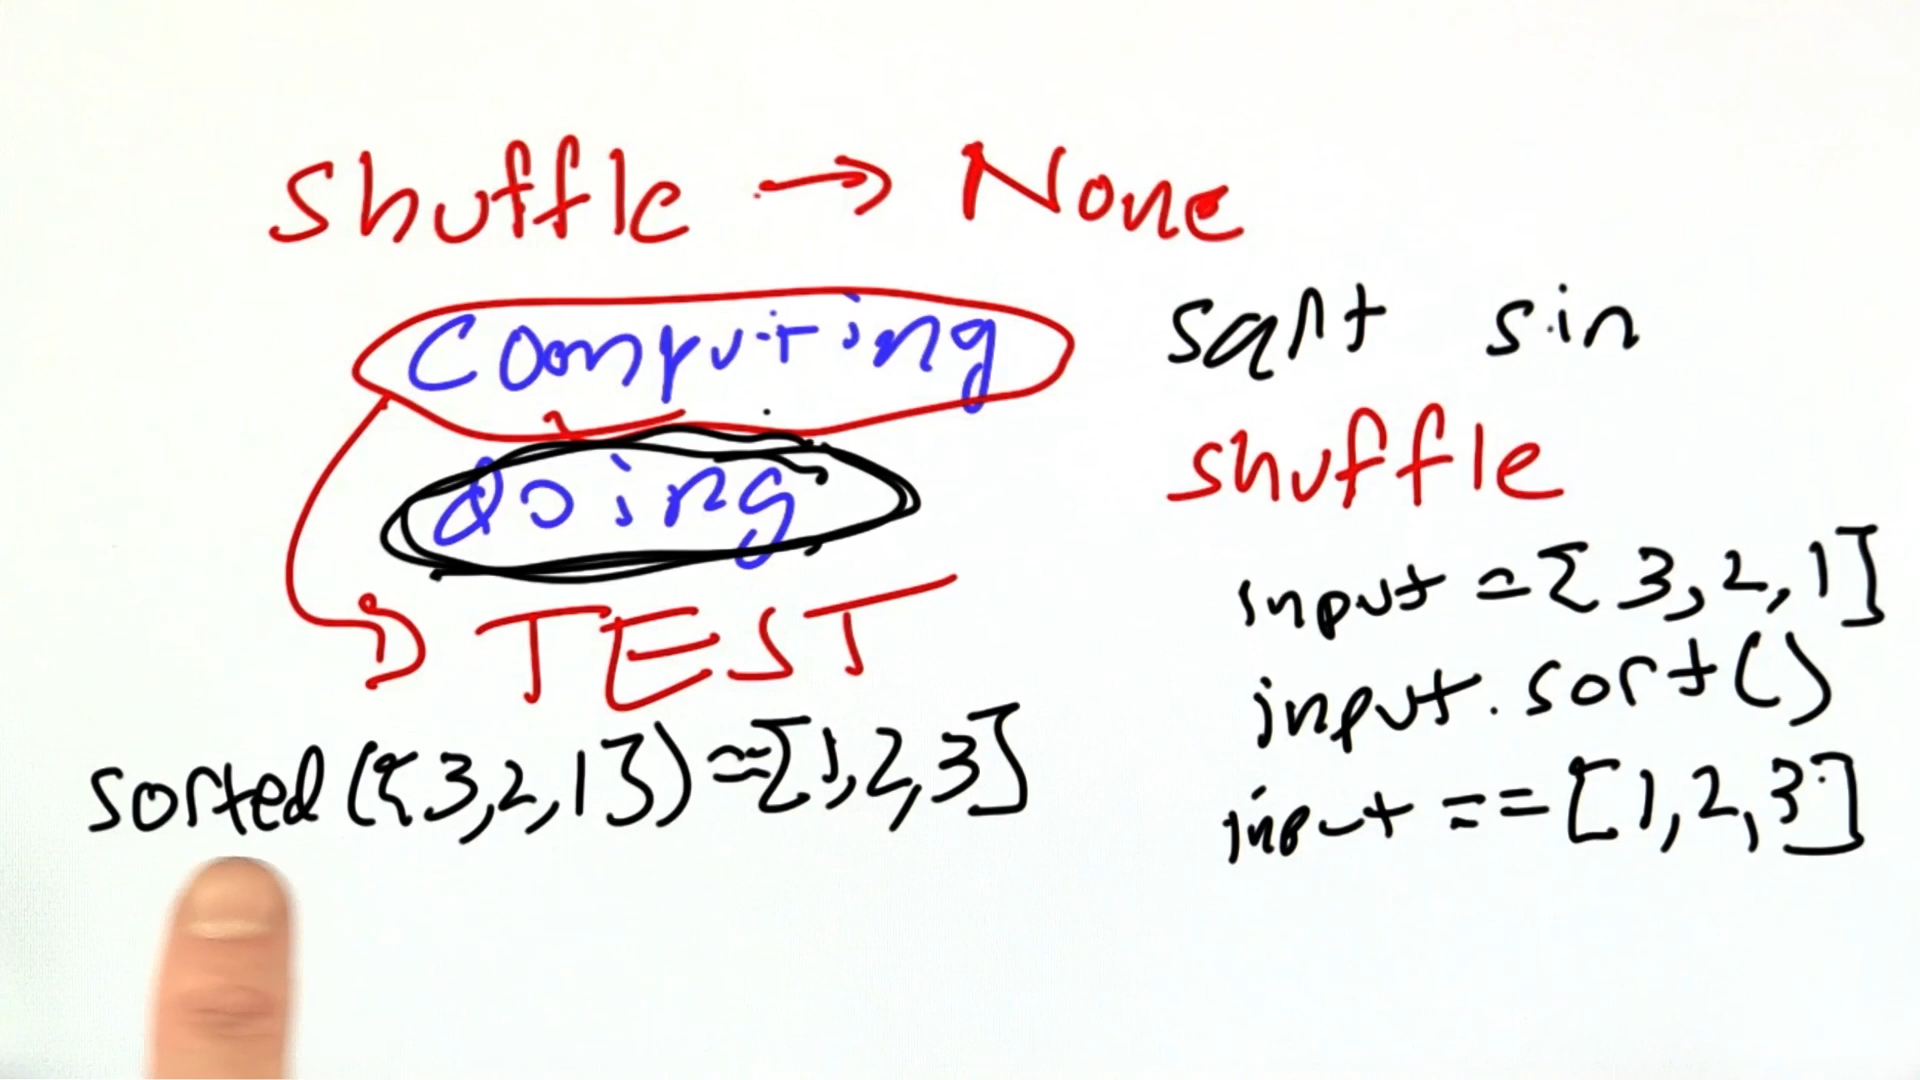 shuffle → None
computing
doing
TEST
sorted([3,2,1]) == [1,2,3]
sqrt sin
shuffle
input = [3,2,1]
input.sort()
input == [1,2,3]